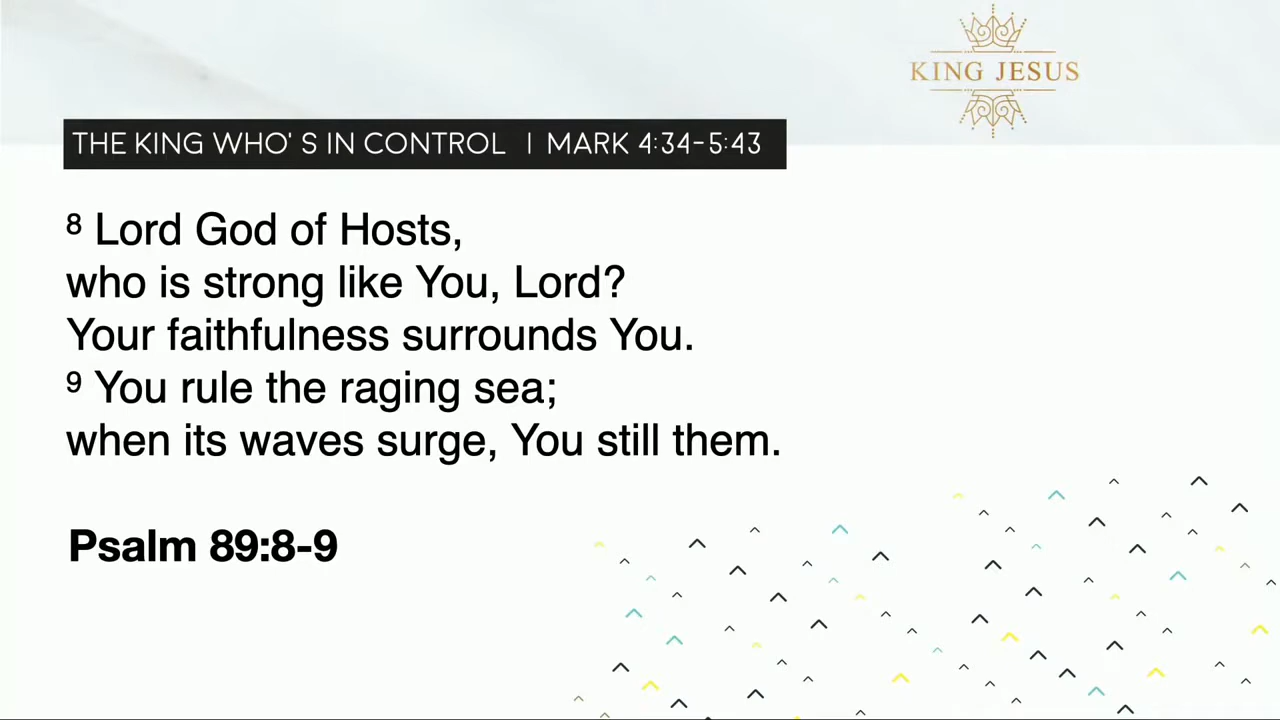 KING JESUS
THE KING WHO' S IN CONTROL | MARK 4:34-5:43
⁸ Lord God of Hosts,
who is strong like You, Lord?
Your faithfulness surrounds You.
⁹ You rule the raging sea;
when its waves surge, You still them.
Psalm 89:8-9